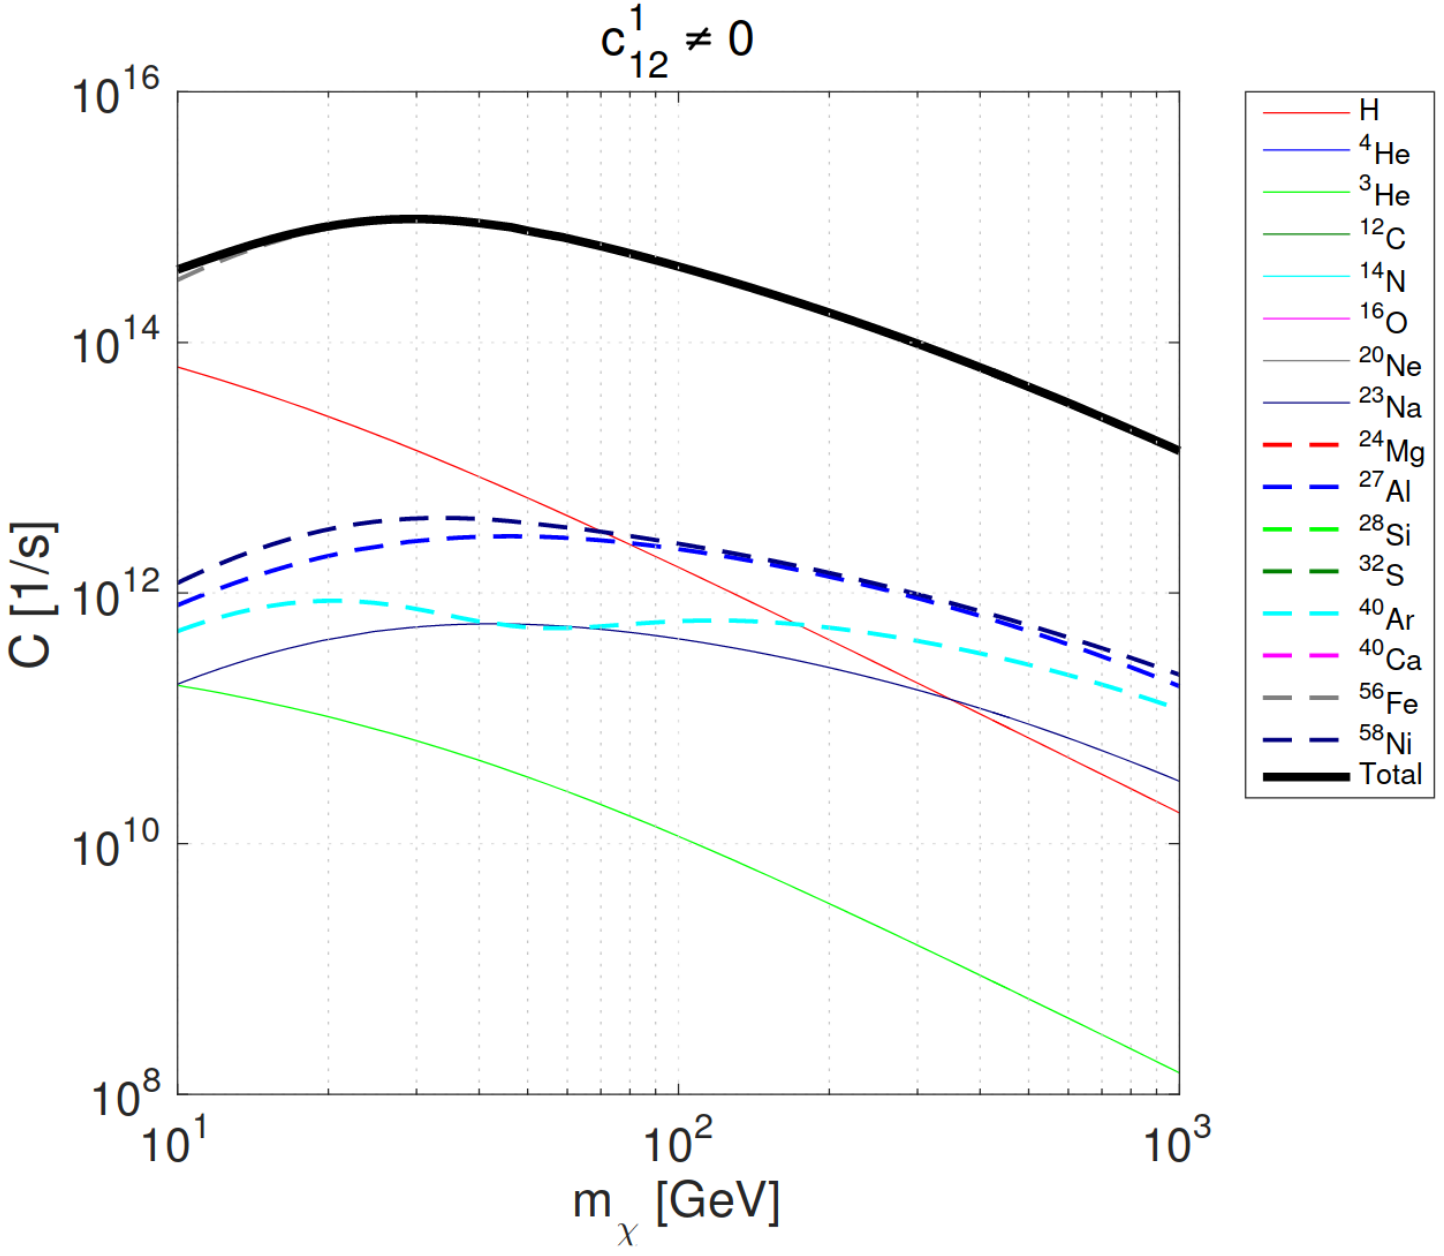 c¹₁₂ ≠ 0
10¹⁶
10¹⁴
10¹²
10¹⁰
10⁸
C [1/s]
10¹ 10² 10³
m_χ [GeV]
H
⁴He
³He
¹²C
¹⁴N
¹⁶O
²⁰Ne
²³Na
²⁴Mg
²⁷Al
²⁸Si
³²S
⁴⁰Ar
⁴⁰Ca
⁵⁶Fe
⁵⁸Ni
Total